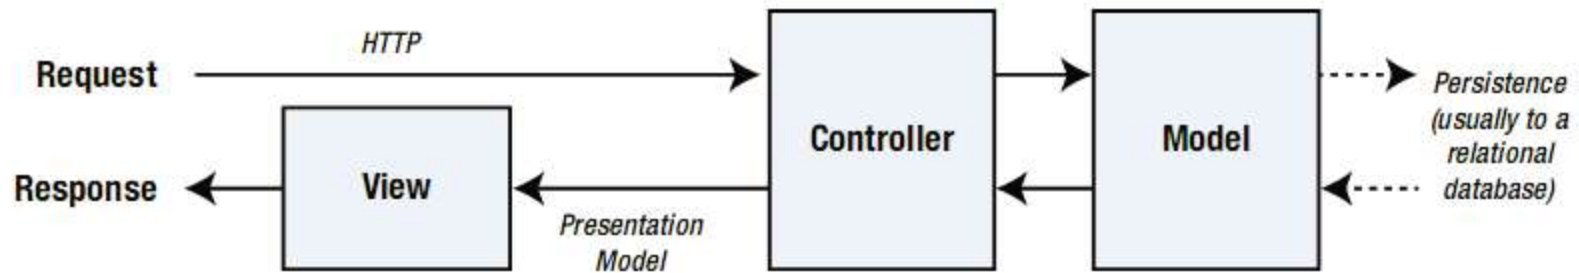 HTTP
Request
Controller
Model
Persistence
(usually to a
relational
database)
Response
View
Presentation
Model